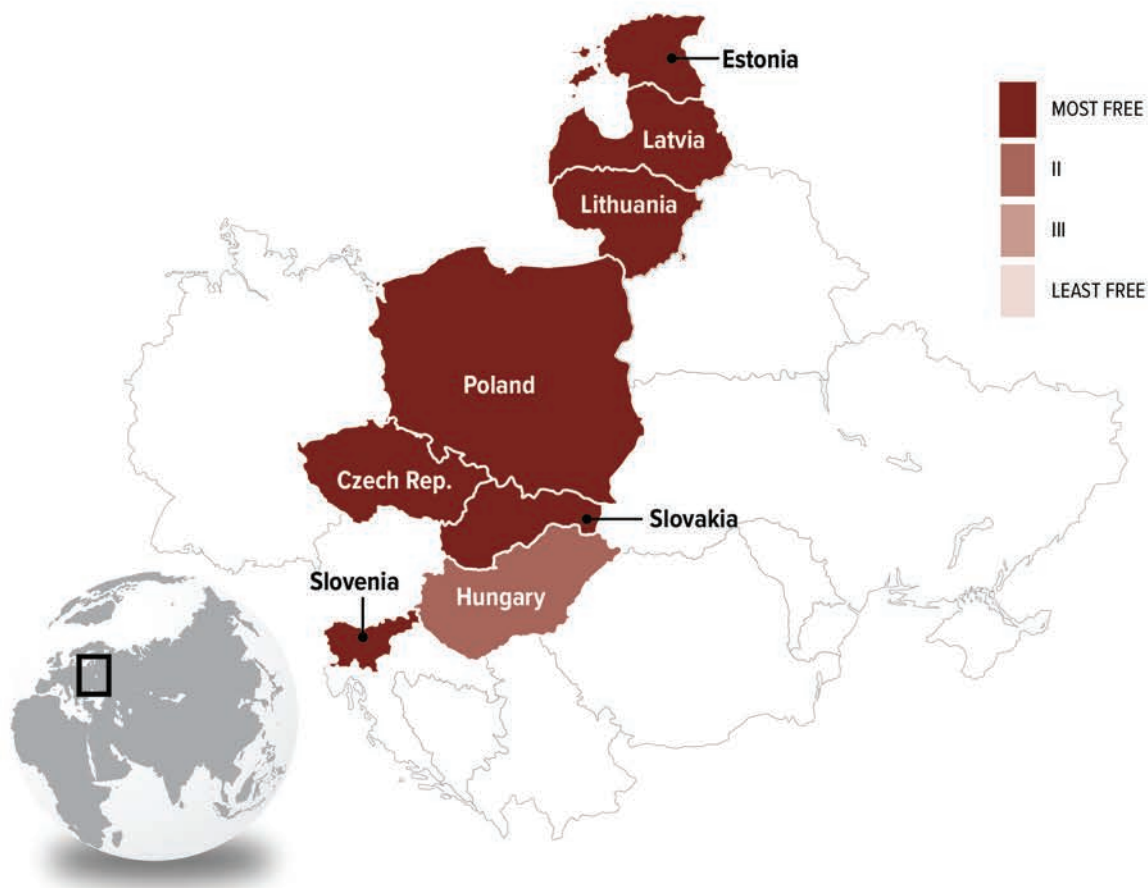 Estonia
MOST FREE
Latvia
II
Lithuania
III
LEAST FREE
Poland
Czech Rep.
Slovakia
Slovenia
Hungary